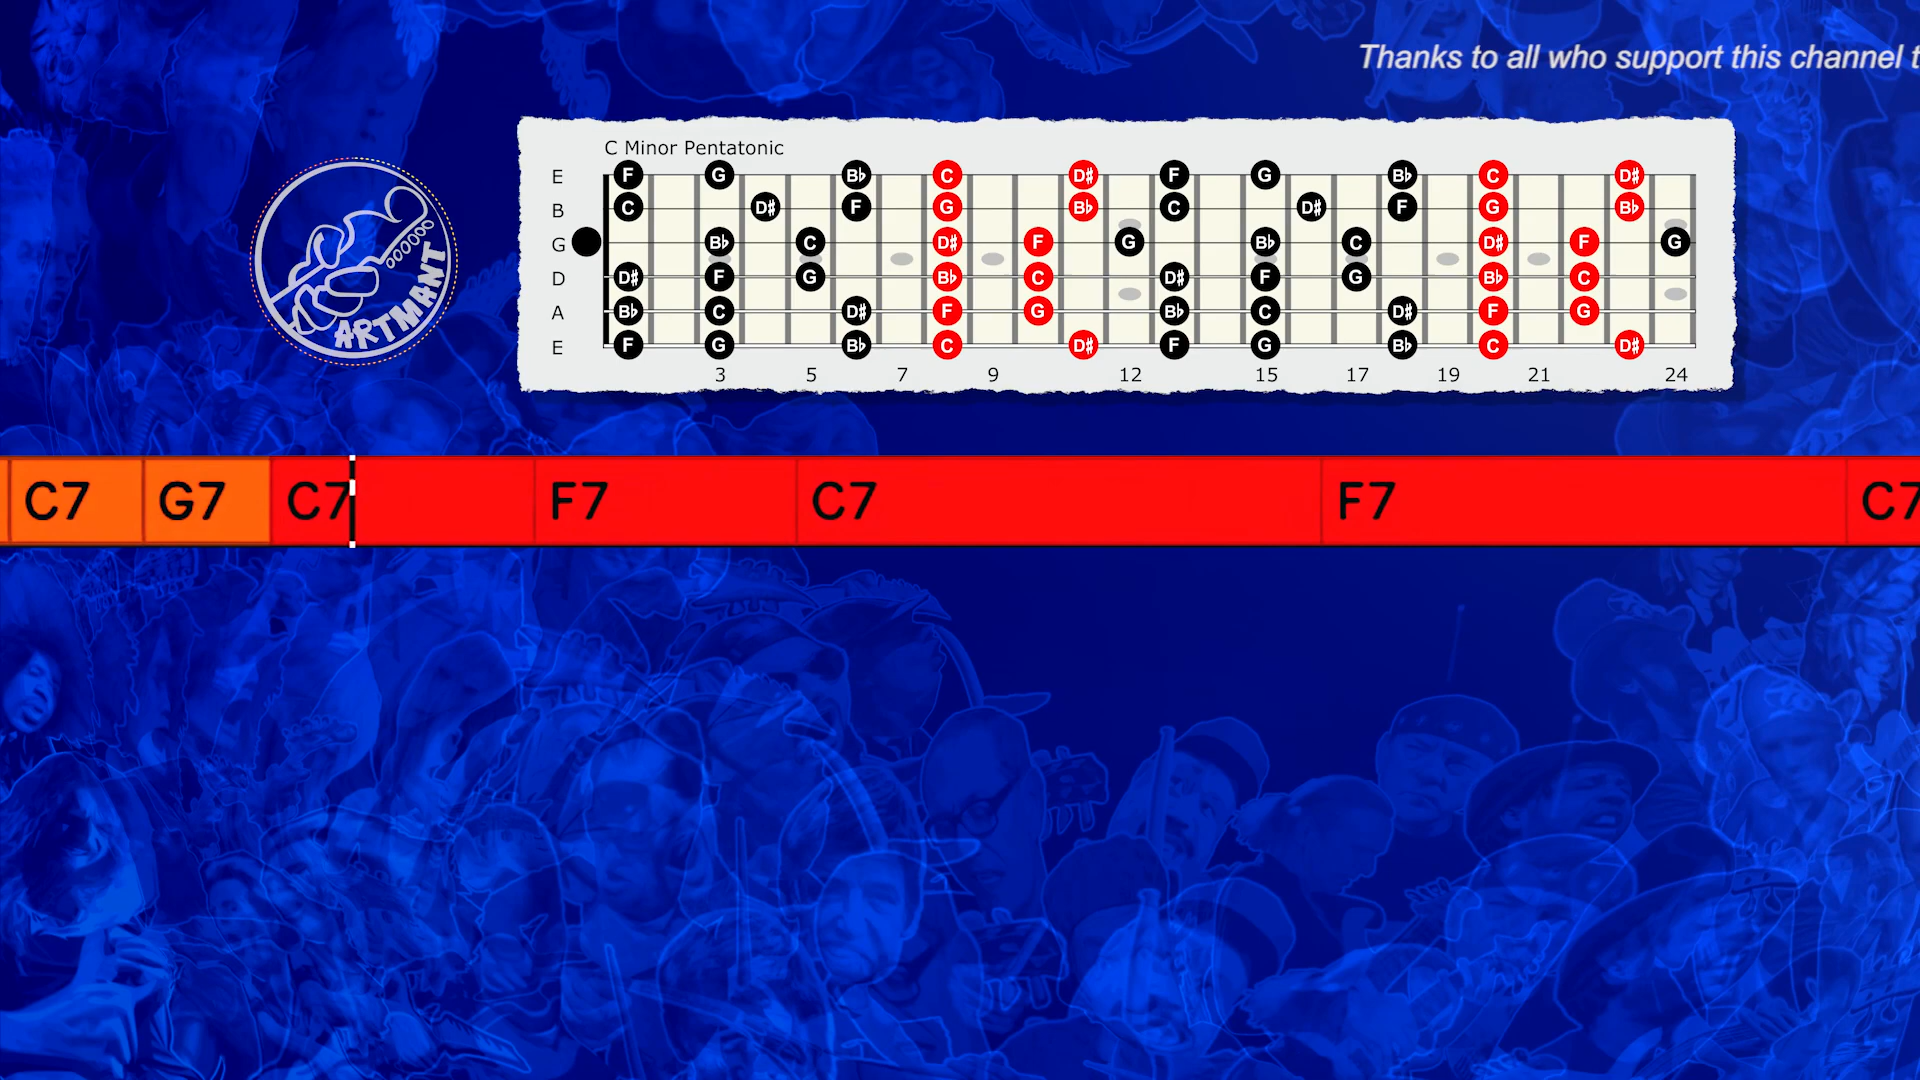 Thanks to all who support this channel t
C Minor Pentatonic
E F G B♭ C D♯ F G B♭ C D♯
B C D♯ F G B♭ C D♯ F G B♭
G B♭ C D♯ F G B♭ C D♯ F G
D D♯ F G B♭ C D♯ F G B♭ C
A B♭ C D♯ F G B♭ C D♯ F G
E F G B♭ C D♯ F G B♭ C D♯
3 5 7 9 12 15 17 19 21 24
ARTMANT
C7 G7 C7 F7 C7 F7 C7